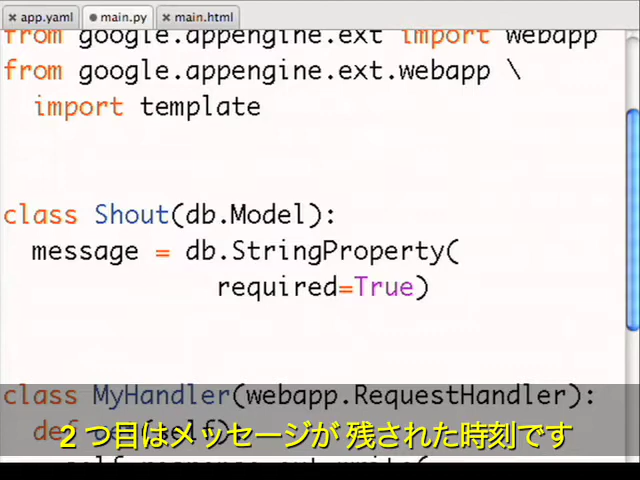 app.yaml main.py main.html
from google.appengine.ext import webapp
from google.appengine.ext.webapp \
import template
class Shout(db.Model):
message = db.StringProperty(
required=True)
class MyHandler(webapp.RequestHandler):
2 つ目はメッセージが 残された時刻です